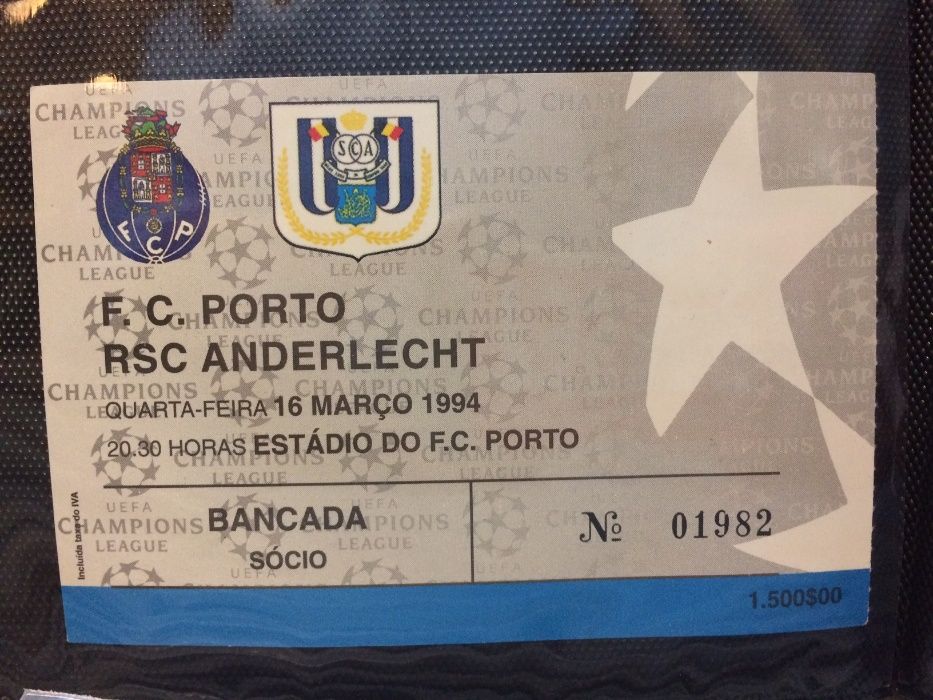 UEFA
CHAMPIONS
LEAGUE
FCP
SCA
F. C. PORTO
RSC ANDERLECHT
QUARTA-FEIRA 16 MARÇO 1994
20.30 HORAS ESTÁDIO DO F.C. PORTO
Incluída taxa do IVA
BANCADA
SÓCIO
Nº 01982
1.500$00